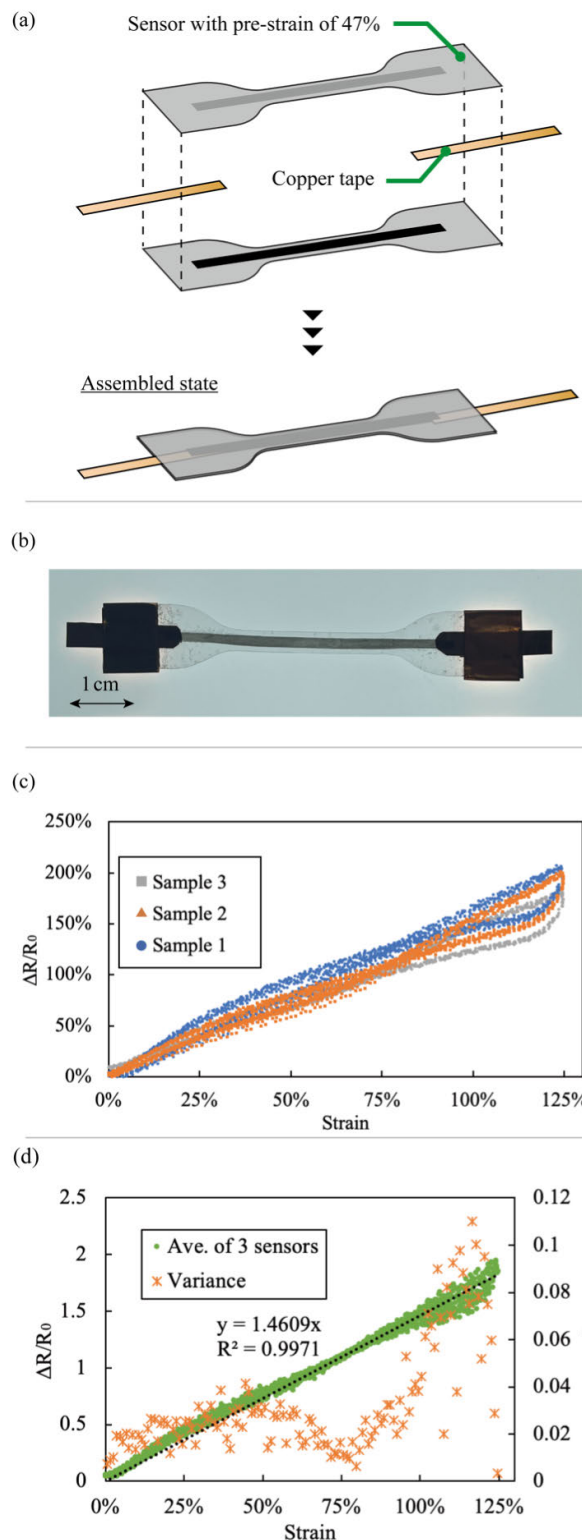 (a)
Sensor with pre-strain of 47%
Copper tape
Assembled state
(b)
1 cm
(c)
250%
200%
150%
100%
50%
0%
ΔR/R₀
Sample 3
Sample 2
Sample 1
0% 25% 50% 75% 100% 125%
Strain
(d)
2.5
2
1.5
1
0.5
0
ΔR/R₀
Ave. of 3 sensors
Variance
y = 1.4609x
R² = 0.9971
0.12
0.1
0.08
0.06
0.04
0.02
0
0% 25% 50% 75% 100% 125%
Strain